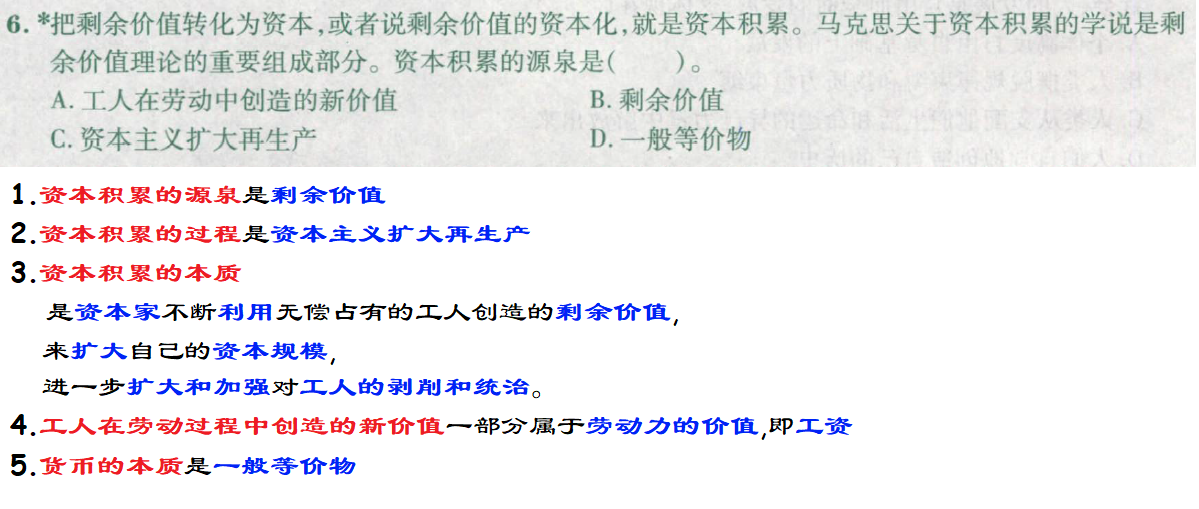 6. *把剩余价值转化为资本,或者说剩余价值的资本化,就是资本积累。马克思关于资本积累的学说是剩
余价值理论的重要组成部分。资本积累的源泉是(　　)。
A. 工人在劳动中创造的新价值 B. 剩余价值
C. 资本主义扩大再生产 D. 一般等价物
1.资本积累的源泉是剩余价值
2.资本积累的过程是资本主义扩大再生产
3.资本积累的本质
是资本家不断利用无偿占有的工人创造的剩余价值,
来扩大自己的资本规模,
进一步扩大和加强对工人的剥削和统治。
4.工人在劳动过程中创造的新价值一部分属于劳动力的价值,即工资
5.货币的本质是一般等价物